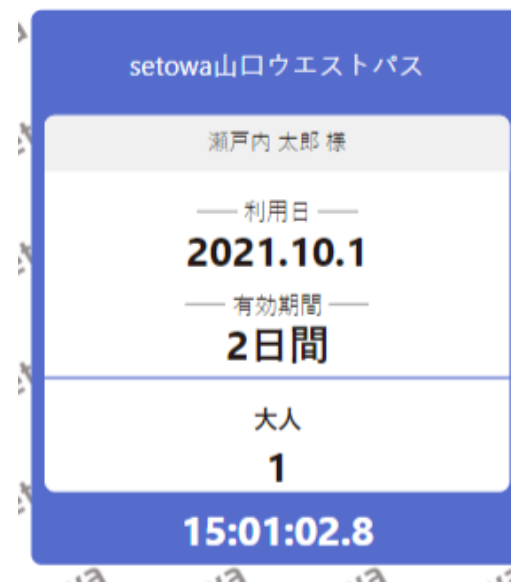 setowa山口ウエストパス
瀬戸内 太郎 様
利用日
2021.10.1
有効期間
2日間
大人
1
15:01:02.8